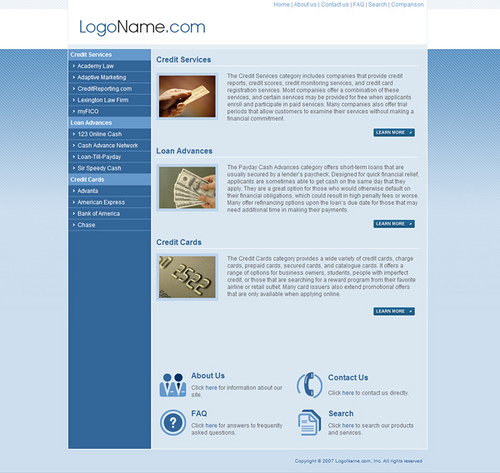 Home | About us | Contact us | FAQ | Search | Comparison
LogoName.com
Credit Services
Academy Law
Adaptive Marketing
CreditReporting.com
Lexington Law Firm
myFICO
Loan Advances
123 Online Cash
Cash Advance Network
Loan-Till-Payday
Sir Speedy Cash
Credit Cards
Advanta
American Express
Bank of America
Chase
Credit Services
The Credit Services category includes companies that provide credit
reports, credit scores, credit monitoring services, and credit card
registration services. Most companies offer a combination of these
services, and certain services may be provided for free when applicants
enroll and participate in paid services. Many companies also offer trial
periods that allow customers to examine their services without making a
financial commitment.
LEARN MORE
Loan Advances
The Payday Cash Advances category offers short-term loans that are
usually secured by a lender's paycheck. Designed for quick financial relief,
applicants are sometimes able to get cash on the same day that they
apply. They are a great option for those who would otherwise default on
their financial obligations, which could result in high penalty fees or worse.
Many offer refinancing options upon the loan's due date for those that may
need additional time in making their payments.
LEARN MORE
Credit Cards
2522
The Credit Cards category provides a wide variety of credit cards, charge
cards, prepaid cards, secured cards, and catalogue cards. It offers a
range of options for business owners, students, people with imperfect
credit, or those that are searching for a reward program from their favorite
airline or retail outlet. Many card issuers also extend promotional offers
that are only available when applying online.
LEARN MORE
About Us
Click here for information about our
site.
Contact Us
Click here to contact us directly.
FAQ
Click here for answers to frequently
asked questions.
Search
Click here to search our products
and services.
Copyright © 2007 LogoName.com, Inc. All rights reserved.